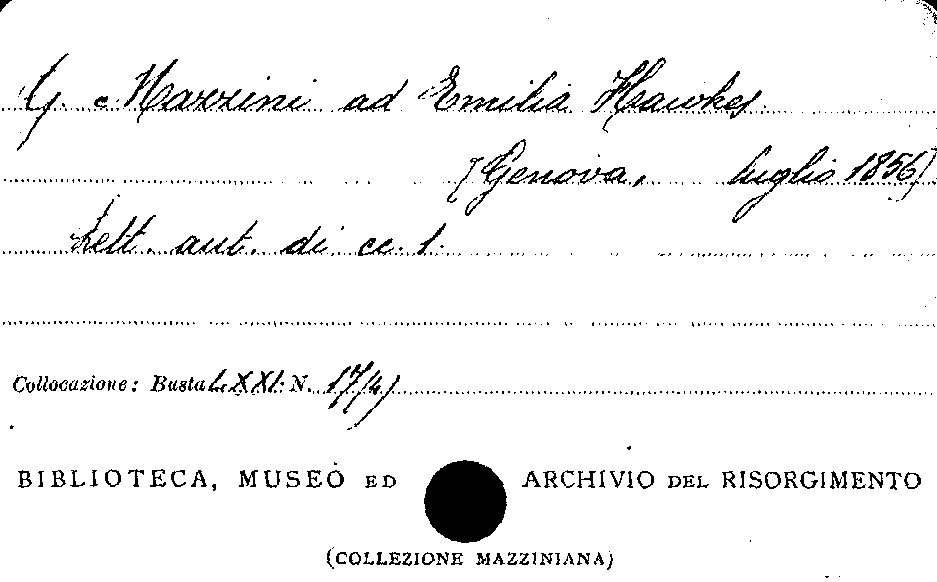 G. Mazzini ad Emilia Hawkes
(Genova, luglio 1856)
Lett. aut. di cc. 1.
Collocazione: Busta LXXI. N. 17/4)
BIBLIOTECA, MUSEO ED ARCHIVIO DEL RISORGIMENTO
(COLLEZIONE MAZZINIANA)